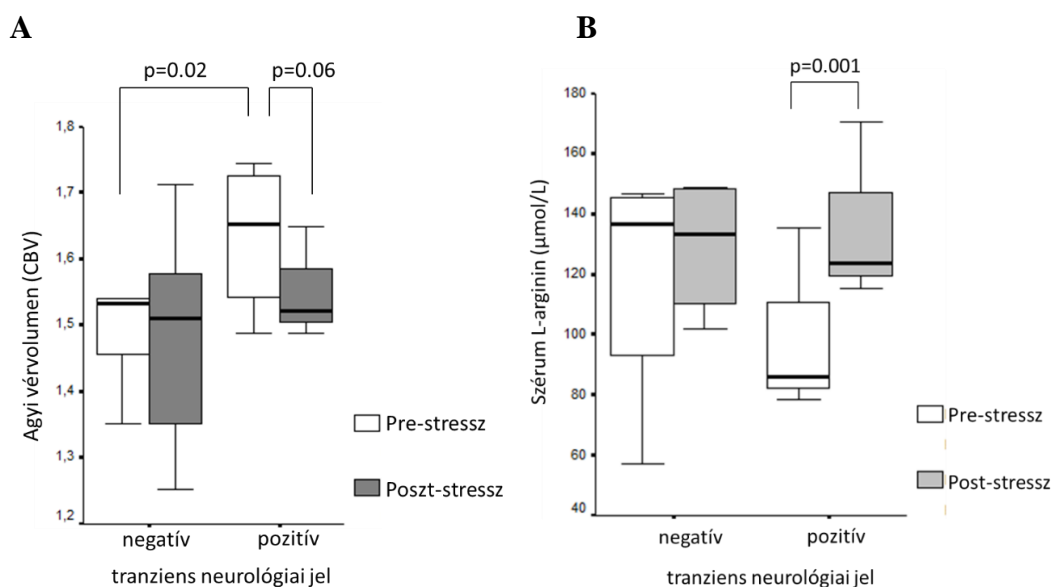 A
p=0.02
p=0.06
Agyi vérvolumen (CBV)
1,8
1,7
1,6
1,5
1,4
1,3
1,2
Pre-stressz
Poszt-stressz
negatív
pozitív
tranziens neurológiai jel
B
p=0.001
Szérum L-arginin (µmol/L)
180
160
140
120
100
80
60
40
Pre-stressz
Post-stressz
negatív
pozitív
tranziens neurológiai jel